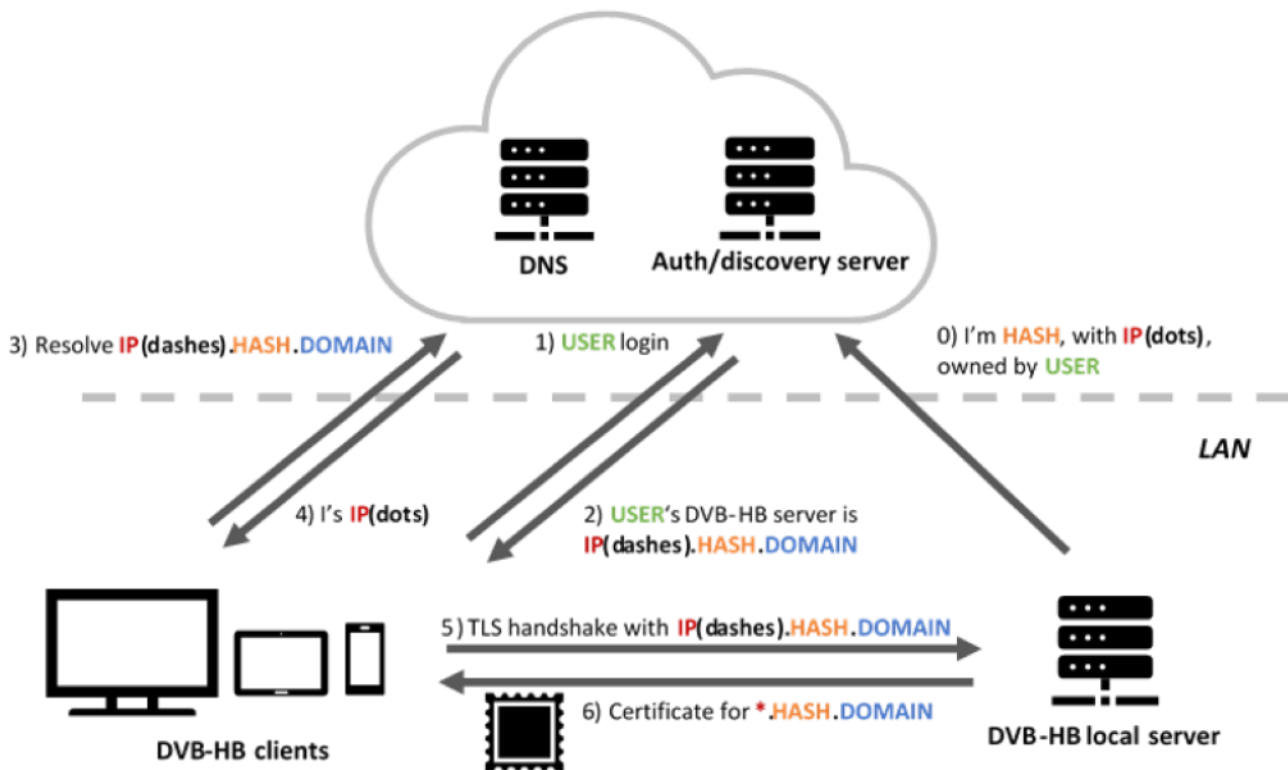 DNS
Auth/discovery server
3) Resolve IP(dashes).HASH.DOMAIN
1) USER login
0) I'm HASH, with IP(dots),
owned by USER
LAN
4) I's IP(dots)
2) USER‘s DVB-HB server is
IP(dashes).HASH.DOMAIN
5) TLS handshake with IP(dashes).HASH.DOMAIN
6) Certificate for *.HASH.DOMAIN
DVB-HB clients
DVB-HB local server